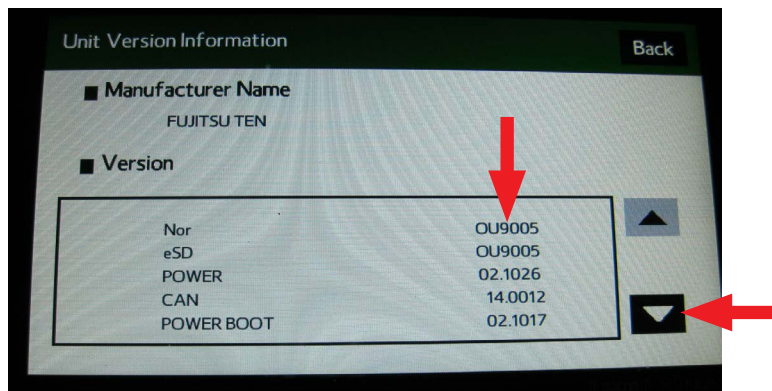 Unit Version Information Back
■ Manufacturer Name
FUJITSU TEN
■ Version
Nor OU9005
eSD OU9005
POWER 02.1026
CAN 14.0012
POWER BOOT 02.1017